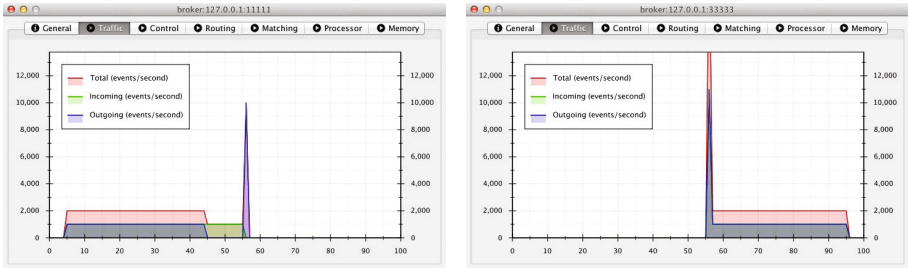 broker:127.0.0.1:11111
General Traffic Control Routing Matching Processor Memory
Total (events/second)
Incoming (events/second)
Outgoing (events/second)
12,000 12,000
10,000 10,000
8,000 8,000
6,000 6,000
4,000 4,000
2,000 2,000
0 0
0 10 20 30 40 50 60 70 80 90 100
broker:127.0.0.1:33333
General Traffic Control Routing Matching Processor Memory
Total (events/second)
Incoming (events/second)
Outgoing (events/second)
12,000 12,000
10,000 10,000
8,000 8,000
6,000 6,000
4,000 4,000
2,000 2,000
0 0
0 10 20 30 40 50 60 70 80 90 100